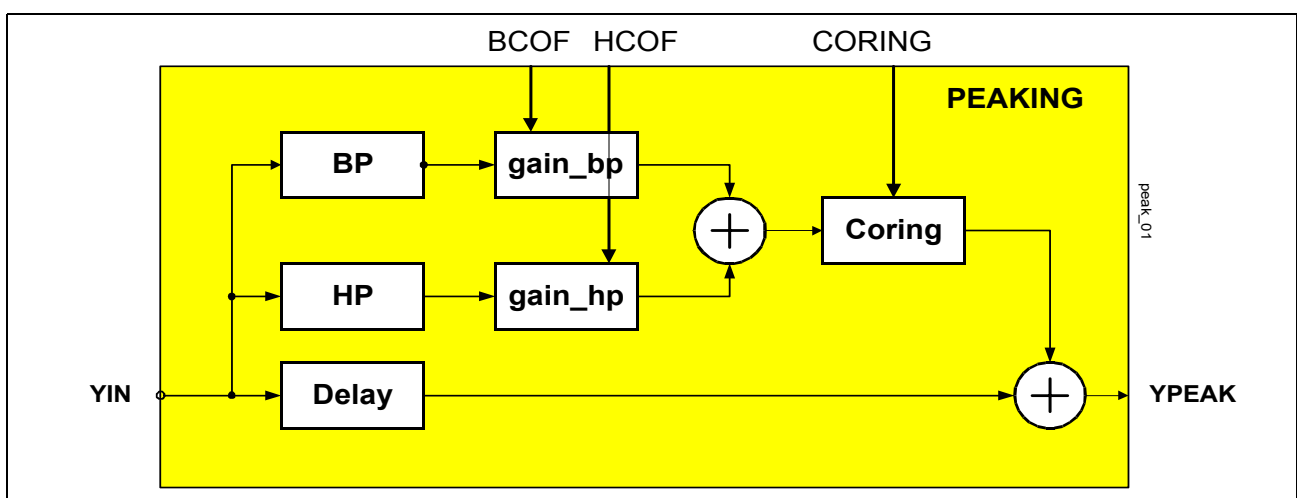 BCOF HCOF CORING
PEAKING
BP gain_bp
peak_01
Coring
HP gain_hp
YIN Delay YPEAK